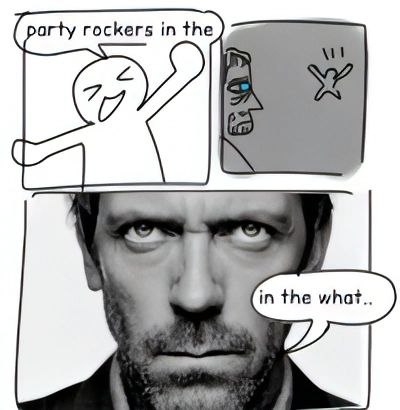 party rockers in the
in the what..